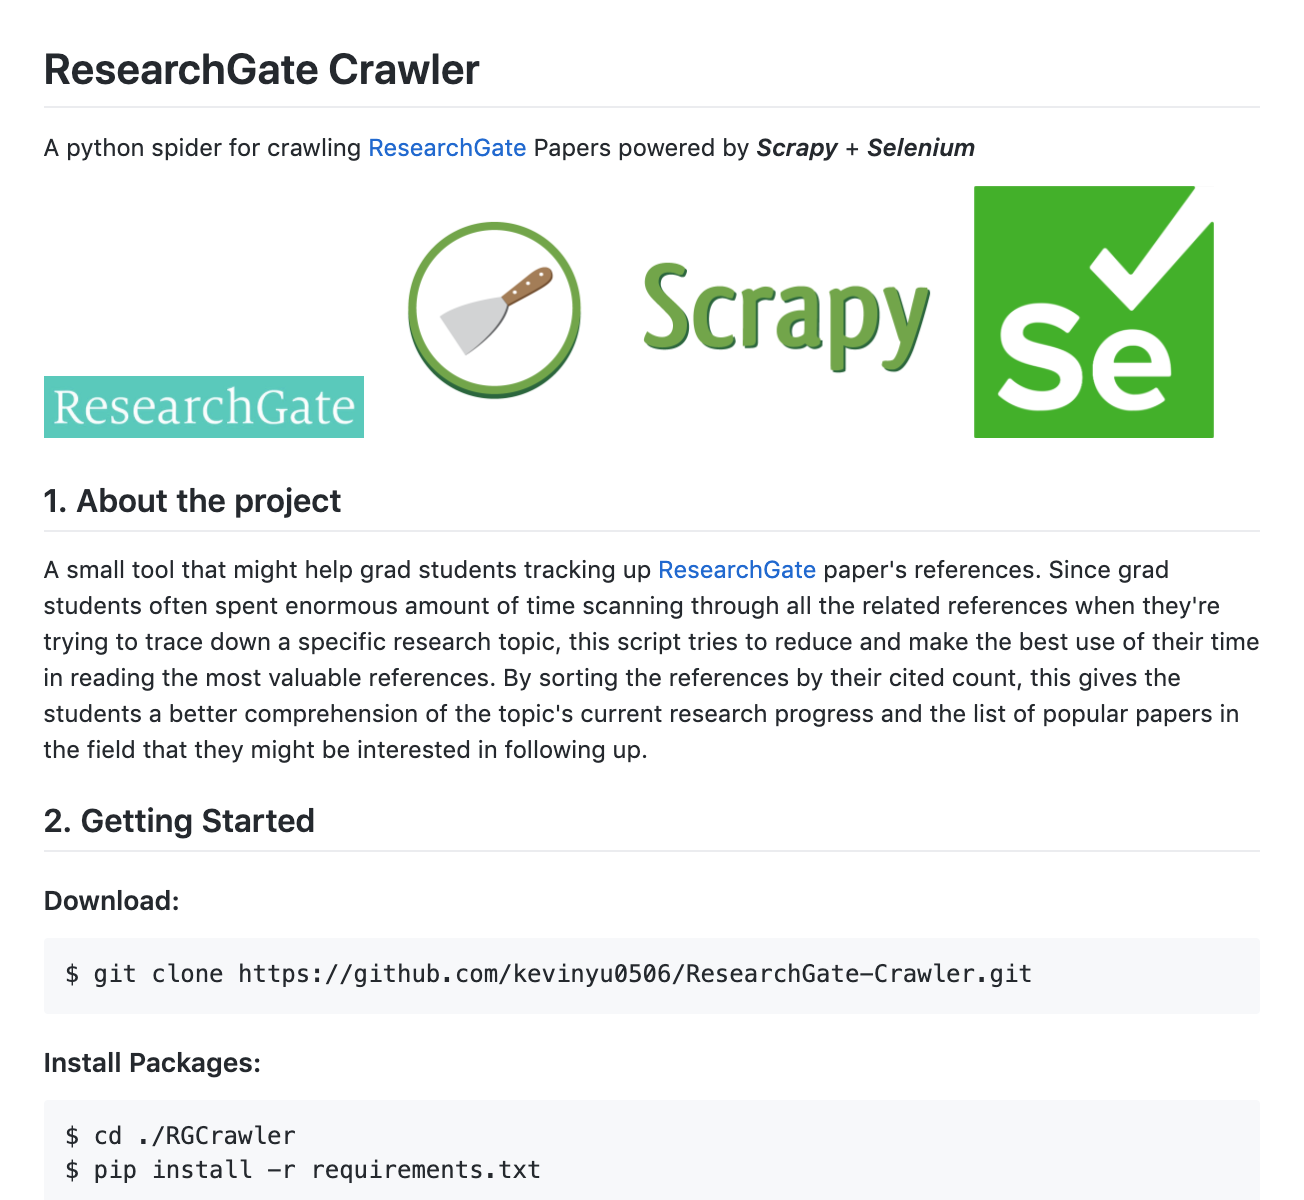 ResearchGate Crawler
A python spider for crawling ResearchGate Papers powered by Scrapy + Selenium
ResearchGate
Scrapy
Se
1. About the project
A small tool that might help grad students tracking up ResearchGate paper's references. Since grad
students often spent enormous amount of time scanning through all the related references when they're
trying to trace down a specific research topic, this script tries to reduce and make the best use of their time
in reading the most valuable references. By sorting the references by their cited count, this gives the
students a better comprehension of the topic's current research progress and the list of popular papers in
the field that they might be interested in following up.
2. Getting Started
Download:
$ git clone https://github.com/kevinyu0506/ResearchGate-Crawler.git
Install Packages:
$ cd ./RGCrawler
$ pip install -r requirements.txt